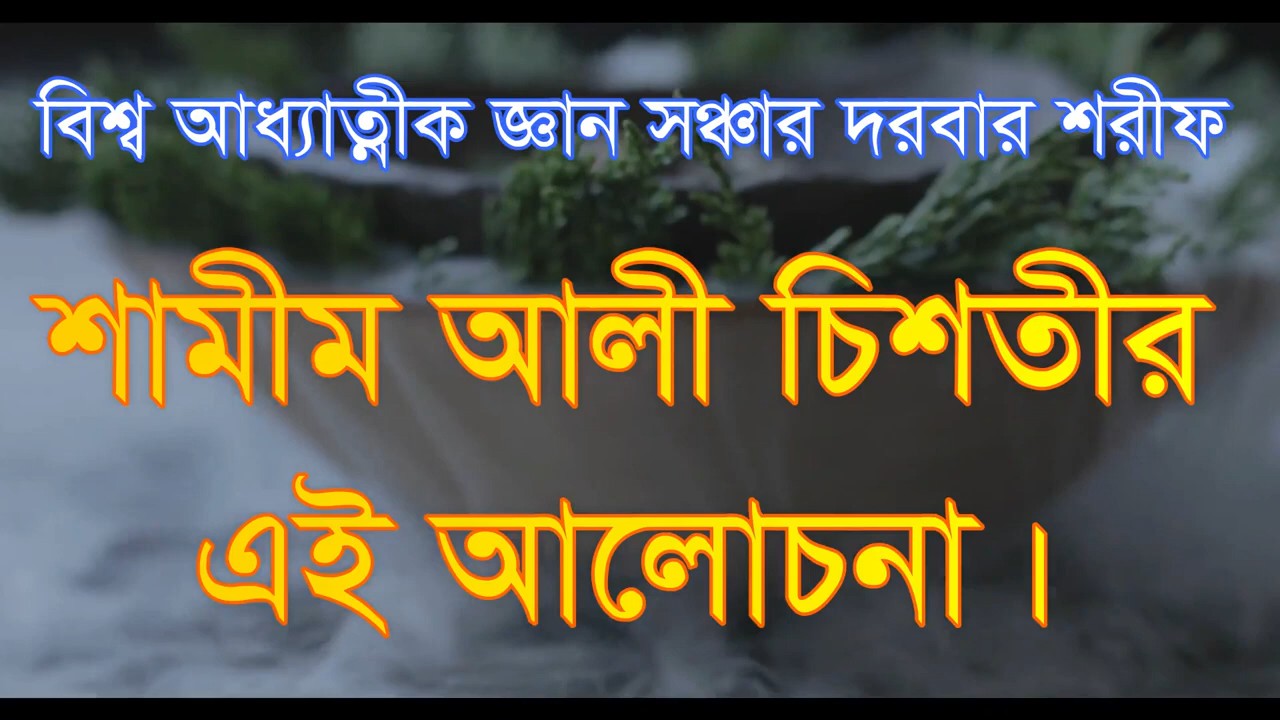 বিশ্ব আধ্যাত্নীক জ্ঞান সঞ্চার দরবার শরীফ
শামীম আলী চিশতীর
এই আলোচনা।